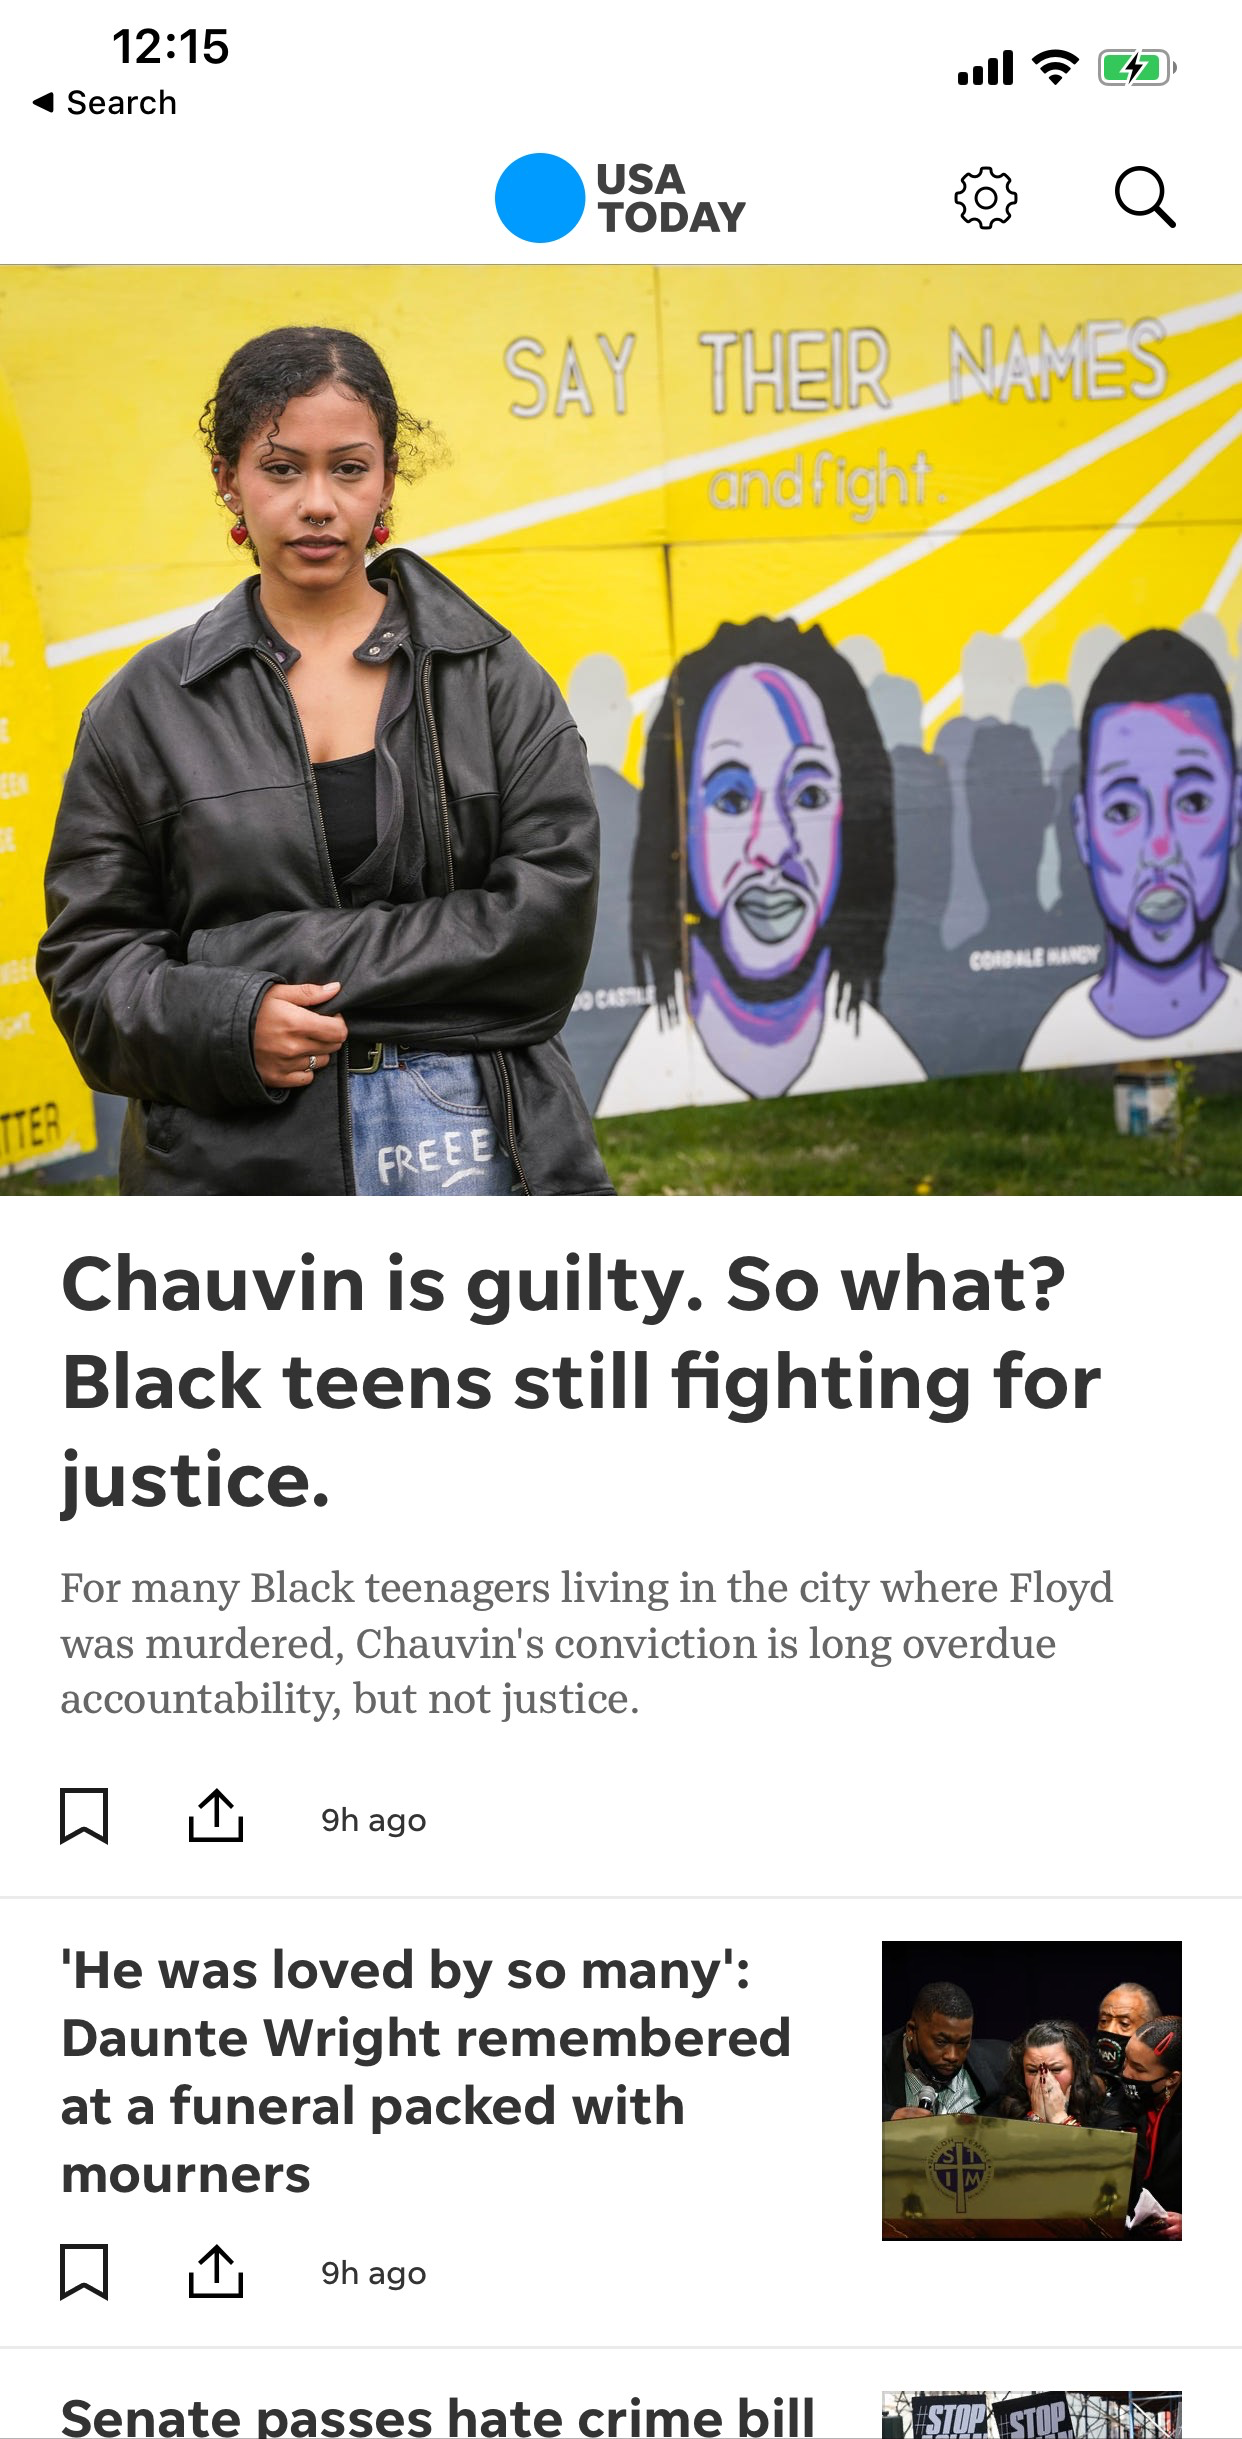 12:15
Search
USA
TODAY
SAY THEIR NAMES
and fight.
CORDALE HANDY
CASTILE
TTER
FREEE
Chauvin is guilty. So what?
Black teens still fighting for
justice.
For many Black teenagers living in the city where Floyd
was murdered, Chauvin's conviction is long overdue
accountability, but not justice.
9h ago
'He was loved by so many':
Daunte Wright remembered
at a funeral packed with
mourners
9h ago
Senate passes hate crime bill
STOP STOP